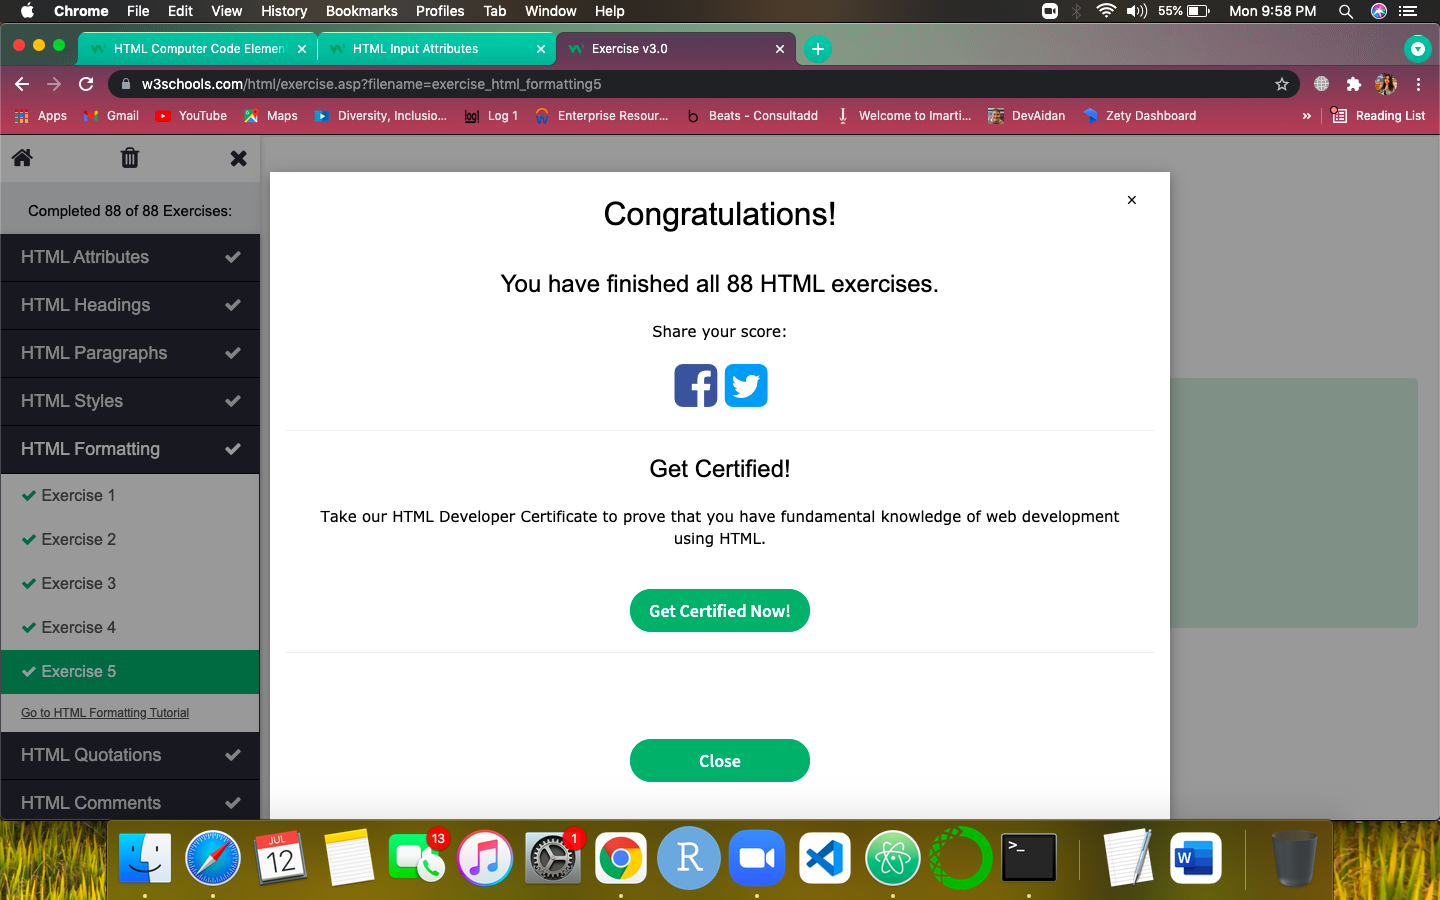 Chrome File Edit View History Bookmarks Profiles Tab Window Help 55% Mon 9:58 PM
HTML Computer Code Elemen HTML Input Attributes Exercise v3.0
w3schools.com/html/exercise.asp?filename=exercise_html_formatting5
Apps Gmail YouTube Maps Diversity, Inclusio... log! Log 1 Enterprise Resour... b Beats - Consultadd Welcome to Imarti... DevAidan Zety Dashboard » Reading List
Completed 88 of 88 Exercises:
HTML Attributes
HTML Headings
HTML Paragraphs
HTML Styles
HTML Formatting
Exercise 1
Exercise 2
Exercise 3
Exercise 4
Exercise 5
Go to HTML Formatting Tutorial
HTML Quotations
HTML Comments
×
Congratulations!
You have finished all 88 HTML exercises.
Share your score:
Get Certified!
Take our HTML Developer Certificate to prove that you have fundamental knowledge of web development
using HTML.
Get Certified Now!
Close
JUL
12
13
1
R
>_
W